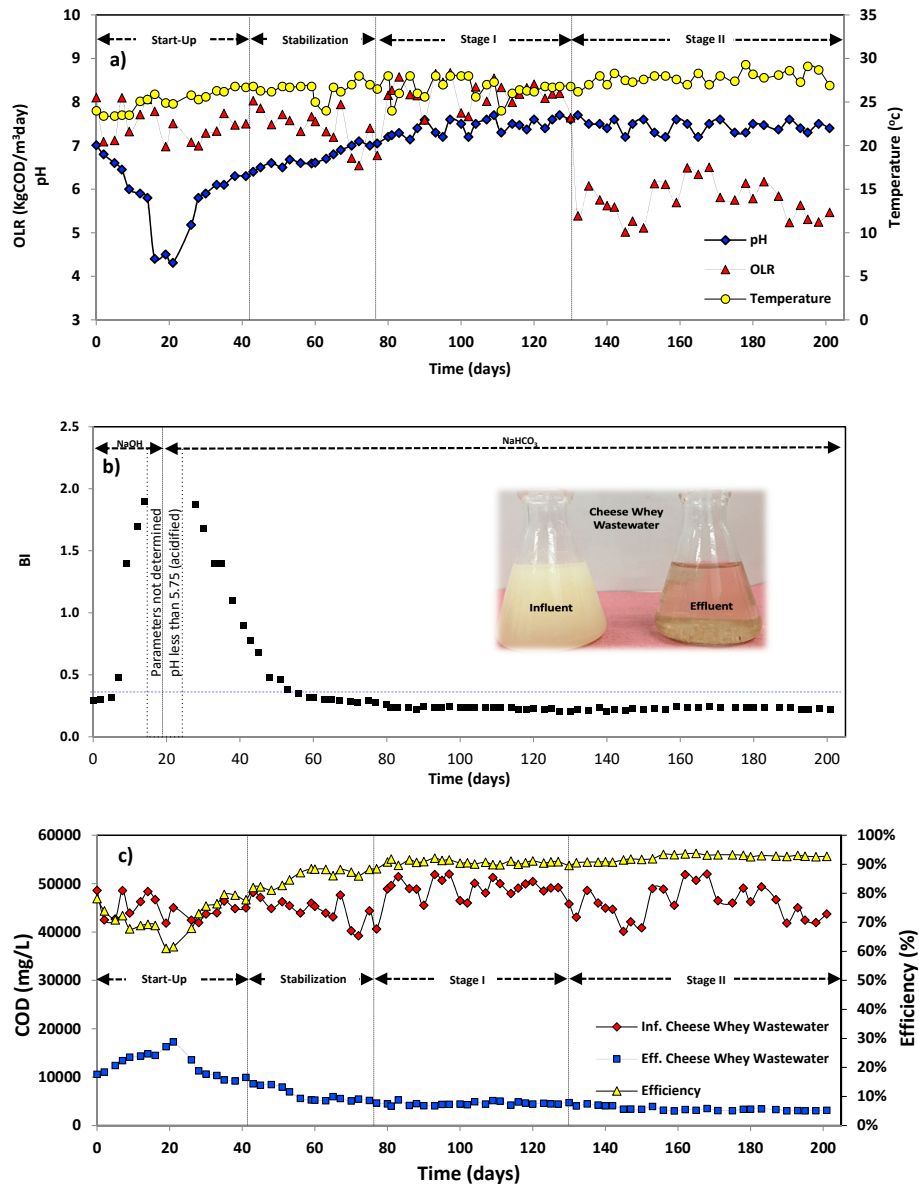 a)
Start-Up
Stabilization
Stage I
Stage II
10
9
8
7
6
5
4
3
OLR (KgCOD/m³day)
pH
35
30
25
20
15
10
5
0
Temperature (°c)
pH
OLR
Temperature
0 20 40 60 80 100 120 140 160 180 200
Time (days)
b)
NaOH
NaHCO₃
2.5
2.0
1.5
1.0
0.5
0.0
BI
Parameters not determined
pH less than 5.75 (acidified)
Cheese Whey
Wastewater
Influent
Effluent
0 20 40 60 80 100 120 140 160 180 200
Time (days)
c)
60000
50000
40000
30000
20000
10000
0
COD (mg/L)
100%
90%
80%
70%
60%
50%
40%
30%
20%
10%
0%
Efficiency (%)
Start-Up
Stabilization
Stage I
Stage II
Inf. Cheese Whey Wastewater
Eff. Cheese Whey Wastewater
Efficiency
0 20 40 60 80 100 120 140 160 180 200
Time (days)